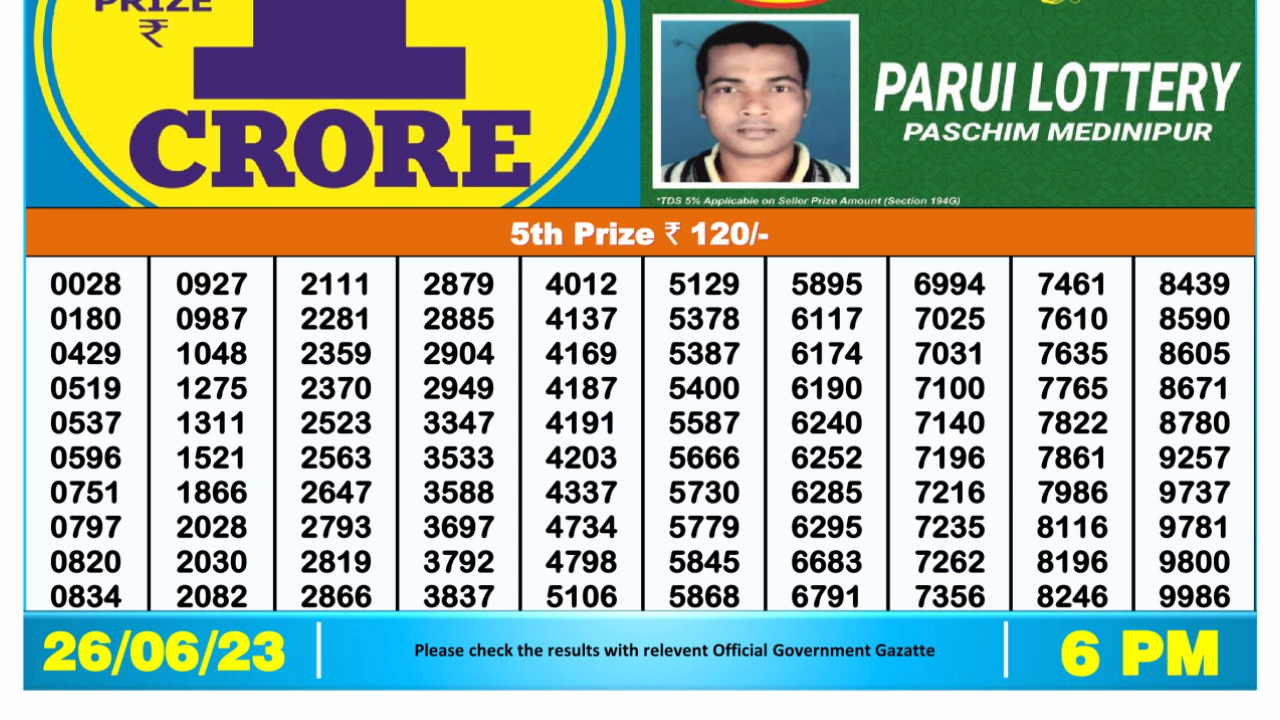 PRIZE
₹
1
CRORE
PARUI LOTTERY
PASCHIM MEDINIPUR
*TDS 5% Applicable on Seller Prize Amount (Section 194G)
5th Prize ₹ 120/-
0028 0927 2111 2879 4012 5129 5895 6994 7461 8439
0180 0987 2281 2885 4137 5378 6117 7025 7610 8590
0429 1048 2359 2904 4169 5387 6174 7031 7635 8605
0519 1275 2370 2949 4187 5400 6190 7100 7765 8671
0537 1311 2523 3347 4191 5587 6240 7140 7822 8780
0596 1521 2563 3533 4203 5666 6252 7196 7861 9257
0751 1866 2647 3588 4337 5730 6285 7216 7986 9737
0797 2028 2793 3697 4734 5779 6295 7235 8116 9781
0820 2030 2819 3792 4798 5845 6683 7262 8196 9800
0834 2082 2866 3837 5106 5868 6791 7356 8246 9986
26/06/23
Please check the results with relevent Official Government Gazatte
6 PM